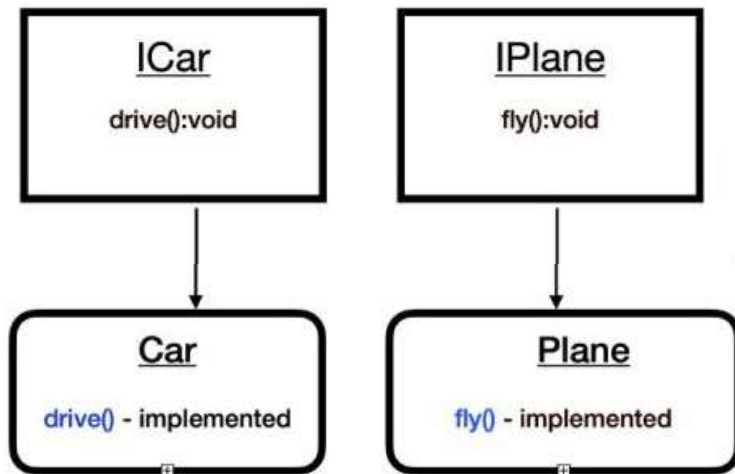 ICar
drive():void
IPlane
fly():void
Car
drive() - implemented
Plane
fly() - implemented